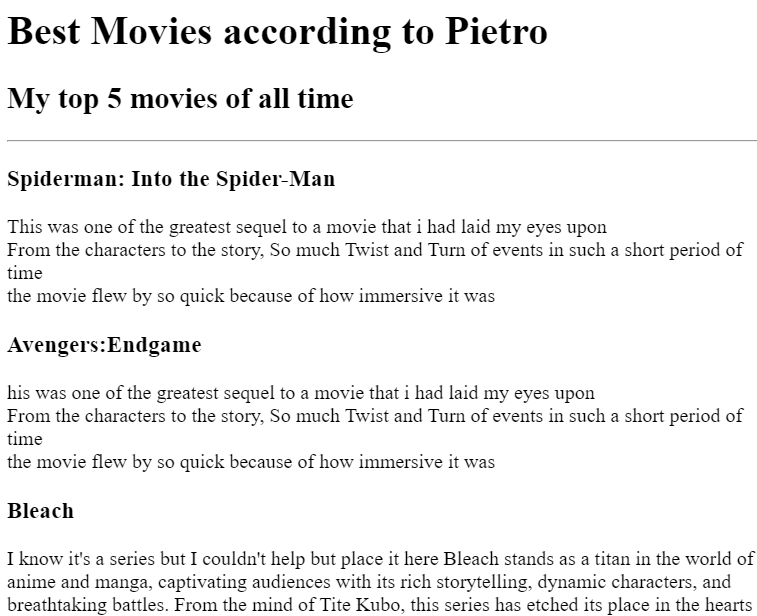 Best Movies according to Pietro
My top 5 movies of all time
Spiderman: Into the Spider-Man
This was one of the greatest sequel to a movie that i had laid my eyes upon
From the characters to the story, So much Twist and Turn of events in such a short period of
time
the movie flew by so quick because of how immersive it was
Avengers:Endgame
his was one of the greatest sequel to a movie that i had laid my eyes upon
From the characters to the story, So much Twist and Turn of events in such a short period of
time
the movie flew by so quick because of how immersive it was
Bleach
I know it's a series but I couldn't help but place it here Bleach stands as a titan in the world of
anime and manga, captivating audiences with its rich storytelling, dynamic characters, and
breathtaking battles. From the mind of Tite Kubo, this series has etched its place in the hearts